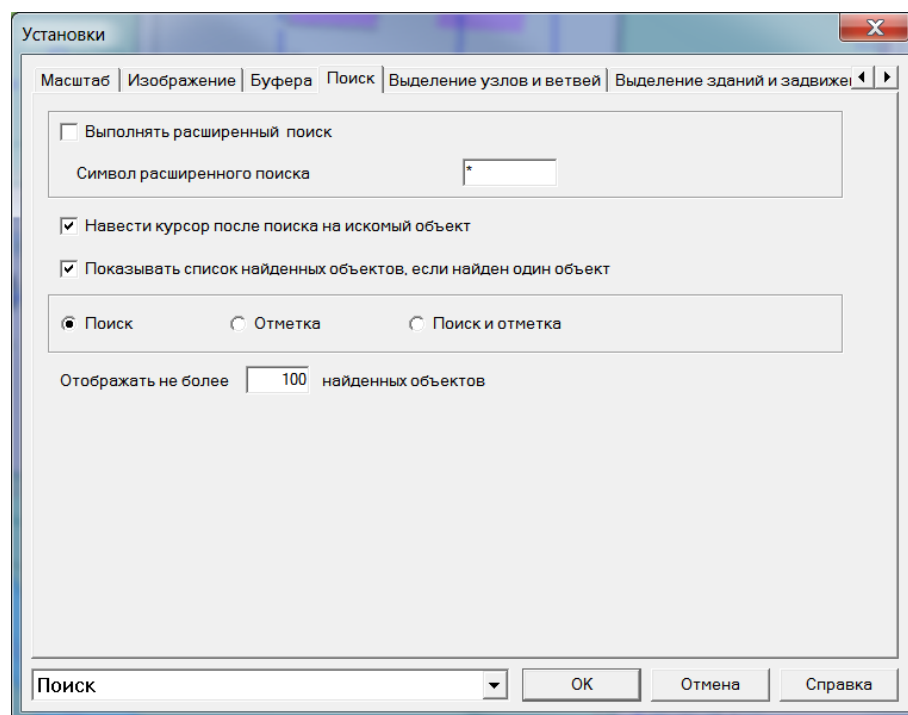 Установки
Масштаб Изображение Буфера Поиск Выделение узлов и ветвей Выделение зданий и
Выполнять расширенный поиск
Символ расширенного поиска *
Навести курсор после поиска на искомый объект
Показывать список найденных объектов, если найден один объект
Поиск Отметка Поиск и отметка
Отображать не более 100 найденных объектов
Поиск OK Отмена Справка